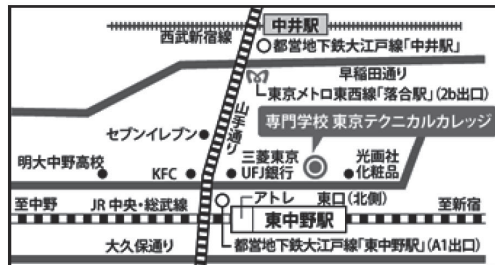 中井駅
西武新宿線
都営地下鉄大江戸線「中井駅」
早稲田通り
東京メトロ東西線「落合駅」(2b出口)
山手通り
専門学校 東京テクニカルカレッジ
セブンイレブン
明大中野高校
KFC
三菱東京
UFJ銀行
光画社
化粧品
アトレ
東口(北側)
至中野
JR 中央・総武線
至新宿
東中野駅
大久保通り
都営地下鉄大江戸線「東中野駅」(A1出口)